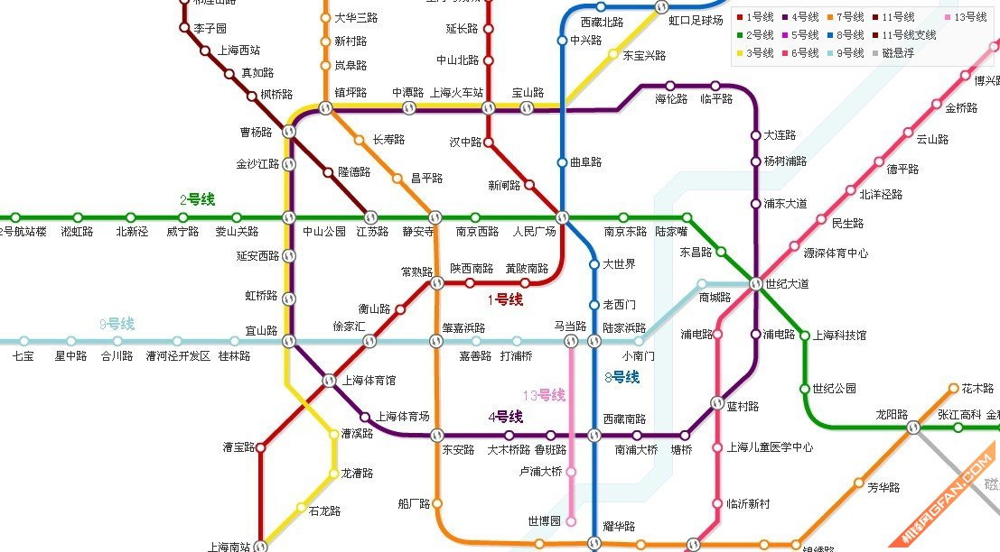 李子园
上海西站
真如路
枫桥路
曹杨路
金沙江路
隆德路
大华三路
新村路
岚皋路
镇坪路
中潭路
上海火车站
宝山路
延长路
中山北路
汉中路
新闸路
长寿路
昌平路
西藏北路
中兴路
虹口足球场
东宝兴路
曲阜路
海伦路
临平路
大连路
杨树浦路
浦东大道
1号线
4号线
7号线
11号线
13号线
2号线
5号线
8号线
11号线支线
3号线
6号线
9号线
磁悬浮
金桥路
云山路
德平路
北洋泾路
民生路
源深体育中心
世纪大道
2号线
2号航站楼
淞虹路
北新泾
威宁路
娄山关路
中山公园
江苏路
静安寺
南京西路
人民广场
南京东路
陆家嘴
东昌路
延安西路
虹桥路
宜山路
常熟路
陕西南路
黄陂南路
1号线
大世界
老西门
商城路
衡山路
徐家汇
肇嘉浜路
马当路
陆家浜路
小南门
浦电路
浦电路
上海科技馆
9号线
七宝
星中路
合川路
漕河泾开发区
桂林路
嘉善路
打浦桥
8号线
13号线
上海体育馆
上海体育场
4号线
西藏南路
蓝村路
世纪公园
花木路
龙阳路
张江高科
漕宝路
漕溪路
龙漕路
石龙路
上海南站
东安路
大木桥路
鲁班路
南浦大桥
塘桥
上海儿童医学中心
卢浦大桥
船厂路
世博园
耀华路
临沂新村
芳华路
锦绣路
机锋网GFAN.COM